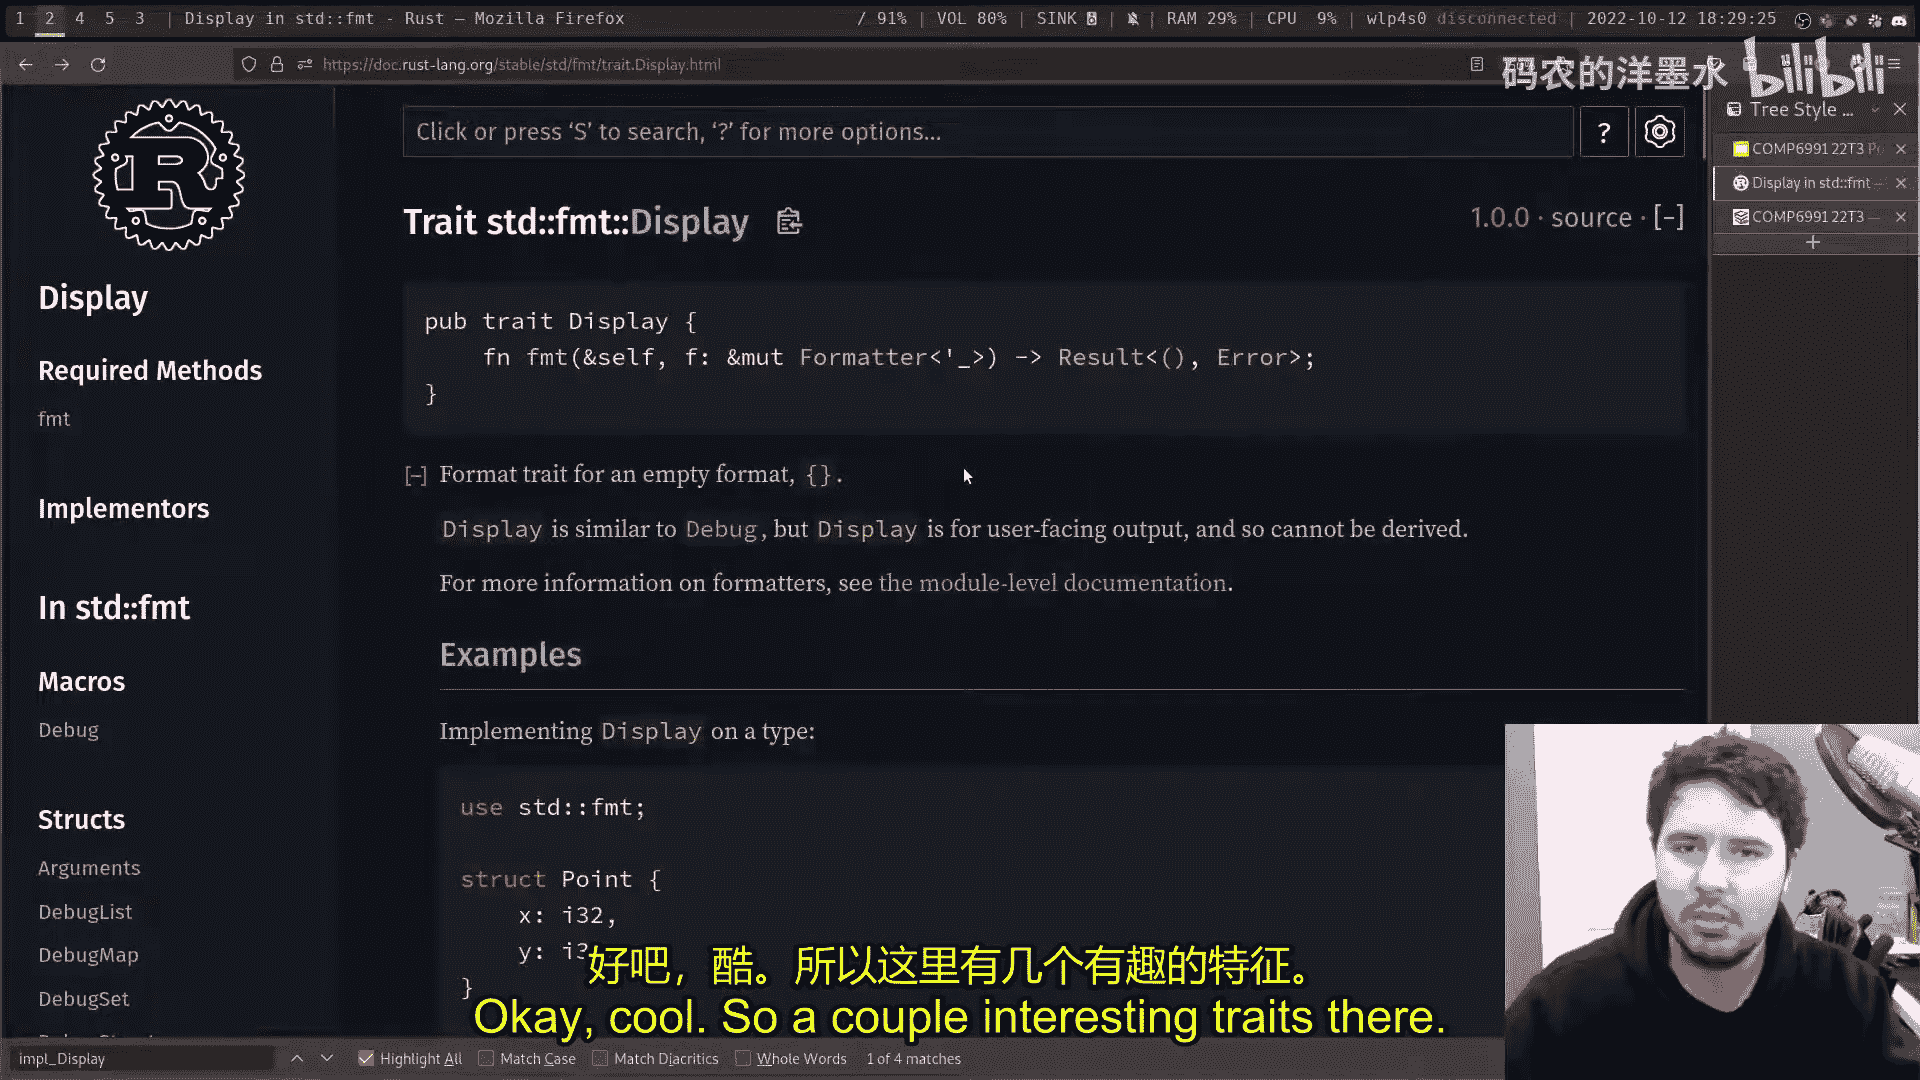 1 2 4 5 3 | Display in std::fmt - Rust — Mozilla Firefox / 91% | VOL 80% | SINK | | RAM 29% | CPU 9% | wlp4s0 disconnected | 2022-10-12 18:29:25
https://doc.rust-lang.org/stable/std/fmt/trait.Display.html
码农的洋墨水 bilibili
Tree Style ...
COMP6991 22T3
Display in std::fmt —
COMP6991 22T3 —
+
Click or press ‘S’ to search, ‘?’ for more options…
?
R
Trait std::fmt::Display
1.0.0 · source · [-]
Display
Required Methods
fmt
Implementors
In std::fmt
Macros
Debug
Structs
Arguments
DebugList
DebugMap
DebugSet
pub trait Display {
fn fmt(&self, f: &mut Formatter<'_>) -> Result<(), Error>;
}
[-] Format trait for an empty format, {}.
Display is similar to Debug, but Display is for user-facing output, and so cannot be derived.
For more information on formatters, see the module-level documentation.
Examples
Implementing Display on a type:
use std::fmt;
struct Point {
x: i32,
y: i3
}
好吧，酷。所以这里有几个有趣的特征。
Okay, cool. So a couple interesting traits there.
impl_Display
Highlight All
Match Case
Match Diacritics
Whole Words
1 of 4 matches